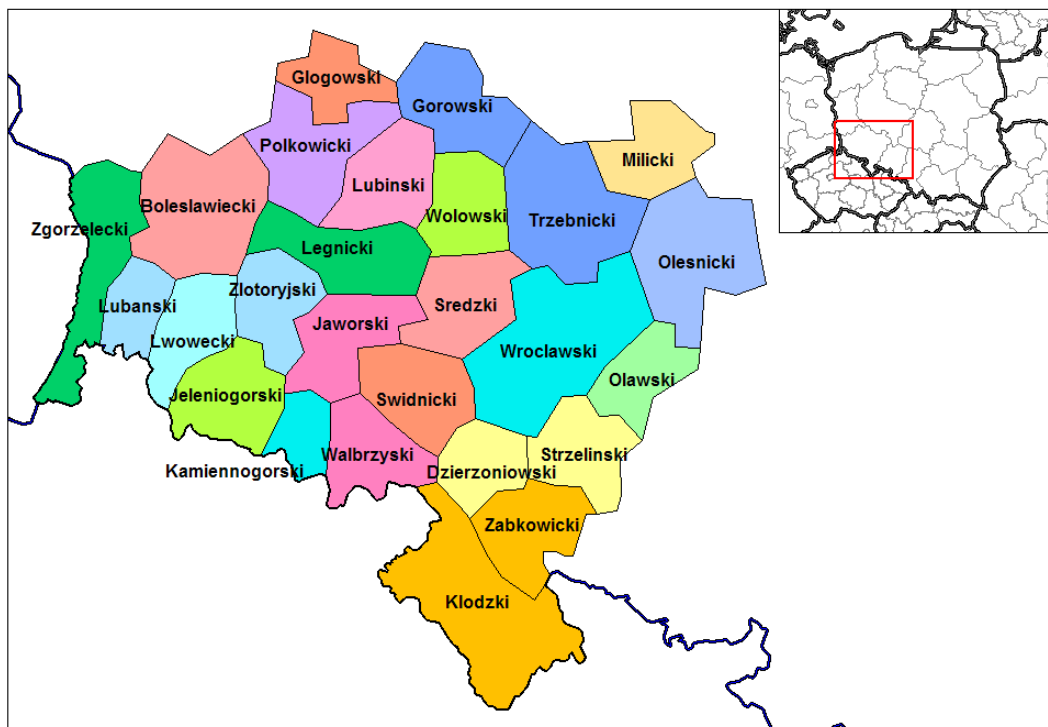 Glogowski
Gorowski
Polkowicki
Milicki
Lubinski
Boleslawiecki
Wolowski
Trzebnicki
Zgorzelecki
Legnicki
Olesnicki
Zlotoryjski
Lubanski
Sredzki
Jaworski
Lwowecki
Wroclawski
Olawski
Jeleniogorski
Swidnicki
Strzelinski
Walbrzyski
Kamiennogorski
Dzierzoniowski
Zabkowicki
Klodzki